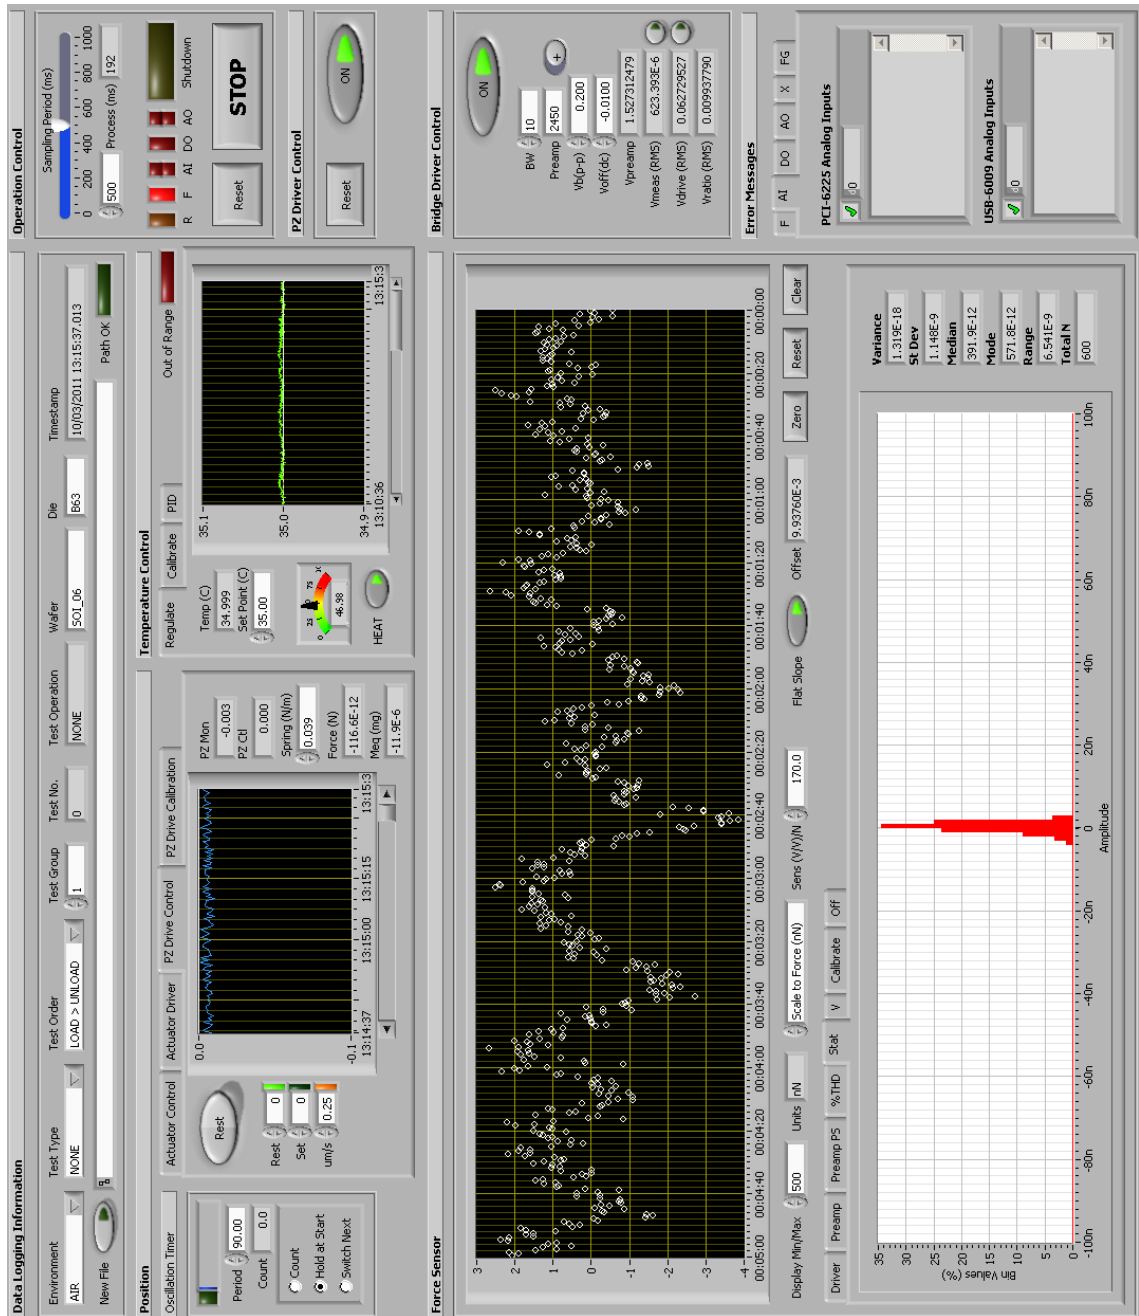 Data Logging Information
Environment
Test Type
Test Order
Test Group
Test No.
Test Operation
Wafer
Die
Timestamp
AIR
NONE
LOAD > UNLOAD
1
0
NONE
SOI_06
B63
10/03/2011 13:15:37.013
New File
Path OK
Operation Control
Sampling Period (ms)
0 200 400 600 800 1000
500
Process (ms)
192
R F AI DO AO
Shutdown
Reset
STOP
Position
Oscillation Timer
Period
90.00
Count
0.0
Count
Hold at Start
Switch Next
Actuator Control
Actuator Driver
PZ Drive Control
PZ Drive Calibration
Rest
Rest
0
Set
0
um/s
0.25
0.0
-0.1
13:14:37
13:15:00
13:15:15
13:15:3
PZ Mon
-0.003
PZ Ctl
0.000
Spring (N/m)
0.039
Force (N)
-116.6E-12
Meq (mg)
-11.9E-6
Temperature Control
Regulate
Calibrate
PID
Out of Range
Temp (C)
34.999
Set Point (C)
35.00
0 25 50 75 10
46.98
HEAT
35.1
35.0
34.9
13:10:36
13:15:3
PZ Driver Control
Reset
ON
Force Sensor
3
2
1
0
-1
-2
-3
-4
00:05:00 00:04:40 00:04:20 00:04:00 00:03:40 00:03:20 00:03:00 00:02:40 00:02:20 00:02:00 00:01:40 00:01:20 00:01:00 00:00:40 00:00:20 00:00:00
Display Min/Max
500
Units
nN
Scale to Force (nN)
Sens (V/V)/N
170.0
Flat Slope
Offset
9.93760E-3
Zero
Reset
Clear
Driver
Preamp
Preamp PS
%THD
Stat
V
Calibrate
Off
Bin Values (%)
35
30
25
20
15
10
5
0
-100n -80n -60n -40n -20n 0 20n 40n 60n 80n 100n
Amplitude
Variance
1.319E-18
St Dev
1.148E-9
Median
391.9E-12
Mode
571.8E-12
Range
6.541E-9
Total N
600
Bridge Driver Control
ON
BW
10
Preamp
2450
+
Vb(p-p)
0.200
Voff(dc)
-0.0100
Vpreamp
1.527312479
Vmeas (RMS)
623.393E-6
Vdrive (RMS)
0.062729527
Vratio (RMS)
0.009937790
Error Messages
F
AI
DO
AO
X
FG
PCI-6225 Analog Inputs
0
USB-6009 Analog Inputs
0